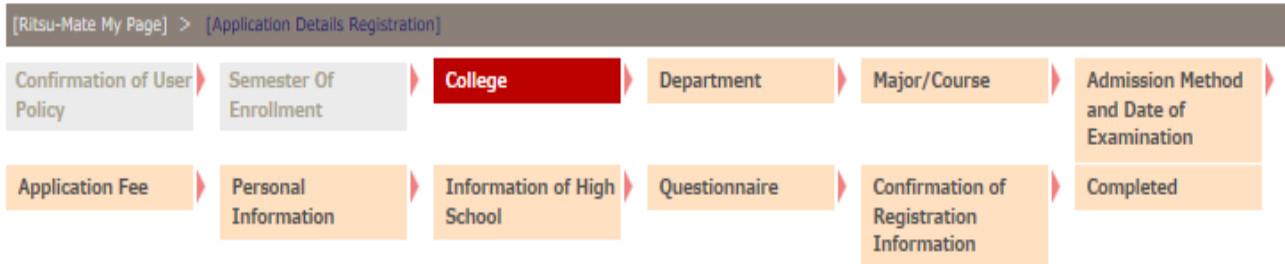 [Ritsu-Mate My Page] > [Application Details Registration]
Confirmation of User
Policy
Semester Of
Enrollment
College
Department
Major/Course
Admission Method
and Date of
Examination
Application Fee
Personal
Information
Information of High
School
Questionnaire
Confirmation of
Registration
Information
Completed